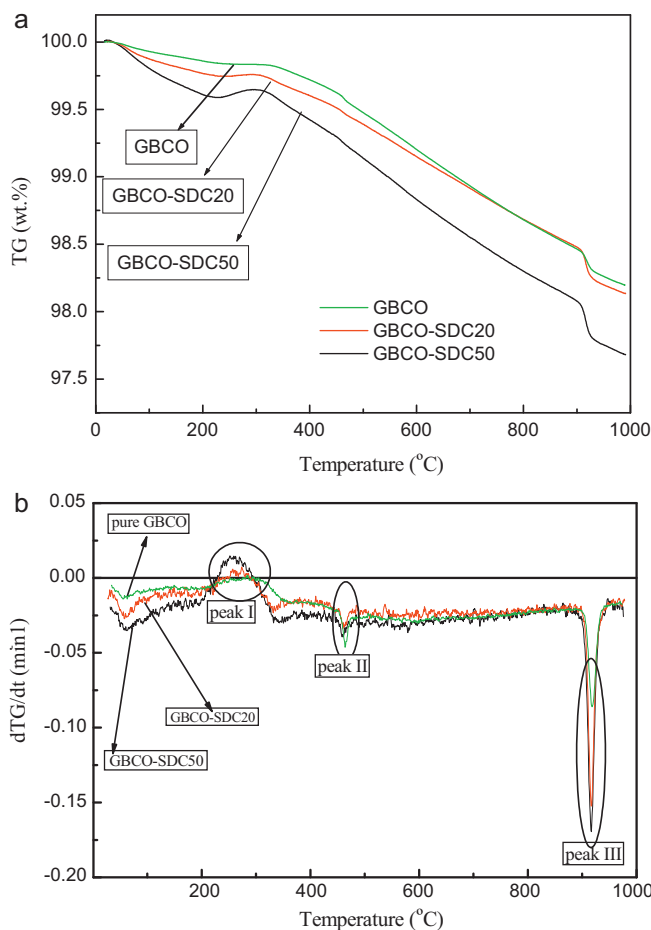 a
100.0
99.5
99.0
98.5
98.0
97.5
TG (wt.%)
GBCO
GBCO-SDC20
GBCO-SDC50
GBCO
GBCO-SDC20
GBCO-SDC50
0
200
400
600
800
1000
Temperature (°C)
b
0.05
0.00
-0.05
-0.10
-0.15
-0.20
dTG/dt (min1)
pure GBCO
peak I
peak II
GBCO-SDC20
GBCO-SDC50
peak III
0
200
400
600
800
1000
Temperature (°C)